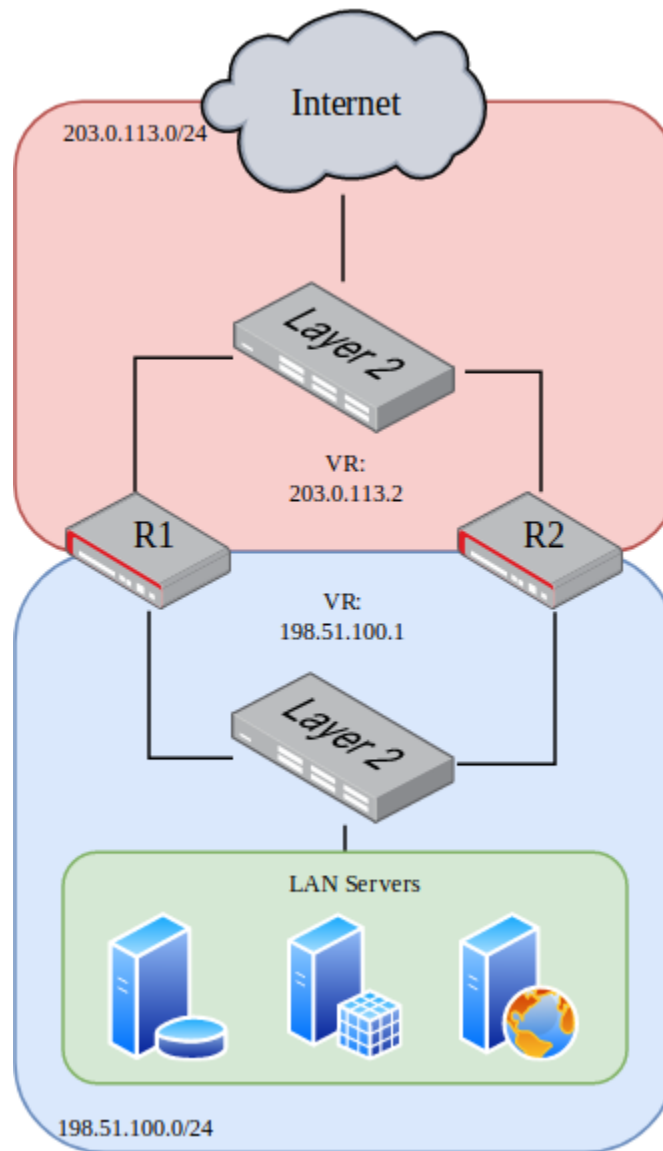 Internet
203.0.113.0/24
Layer 2
VR:
203.0.113.2
R1
R2
VR:
198.51.100.1
Layer 2
LAN Servers
198.51.100.0/24